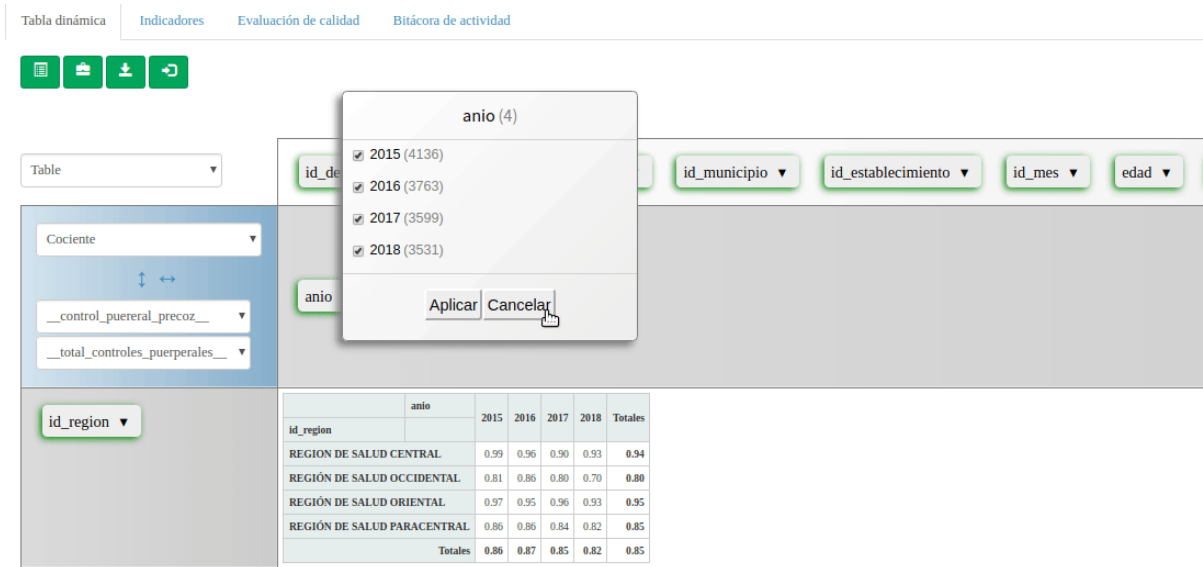 Tabla dinámica Indicadores Evaluación de calidad Bitácora de actividad
anio (4)
2015 (4136)
2016 (3763)
2017 (3599)
2018 (3531)
Aplicar Cancelar
Table
id_de id_municipio id_establecimiento id_mes edad
Cociente
__control_puereral_precoz__
__total_controles_puerperales__
anio
id_region
anio 2015 2016 2017 2018 Totales
id_region
REGION DE SALUD CENTRAL 0.99 0.96 0.90 0.93 0.94
REGIÓN DE SALUD OCCIDENTAL 0.81 0.86 0.80 0.70 0.80
REGIÓN DE SALUD ORIENTAL 0.97 0.95 0.96 0.93 0.95
REGIÓN DE SALUD PARACENTRAL 0.86 0.86 0.84 0.82 0.85
Totales 0.86 0.87 0.85 0.82 0.85